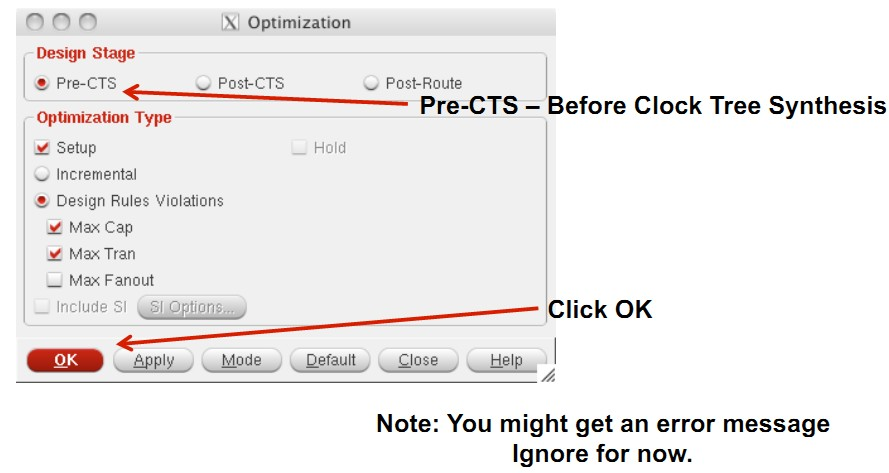 Optimization
Design Stage
Pre-CTS Post-CTS Post-Route
Pre-CTS – Before Clock Tree Synthesis
Optimization Type
Setup Hold
Incremental
Design Rules Violations
Max Cap
Max Tran
Max Fanout
Include SI SI Options...
Click OK
OK Apply Mode Default Close Help
Note: You might get an error message
Ignore for now.